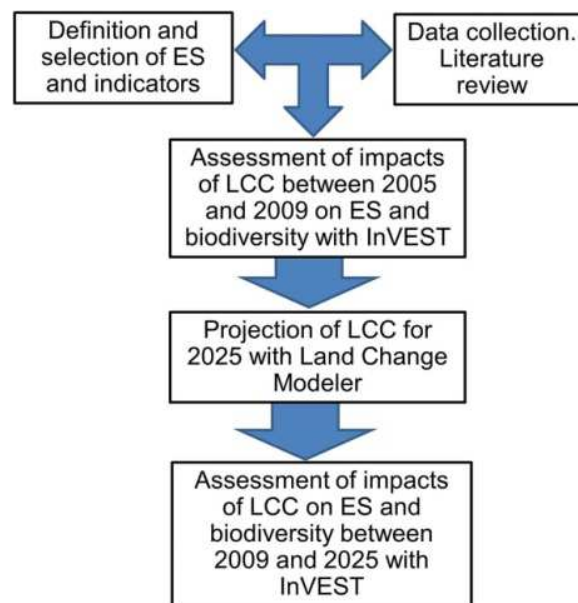 Definition and
selection of ES
and indicators
Data collection.
Literature
review
Assessment of impacts
of LCC between 2005
and 2009 on ES and
biodiversity with InVEST
Projection of LCC for
2025 with Land Change
Modeler
Assessment of impacts
of LCC on ES and
biodiversity between
2009 and 2025 with
InVEST